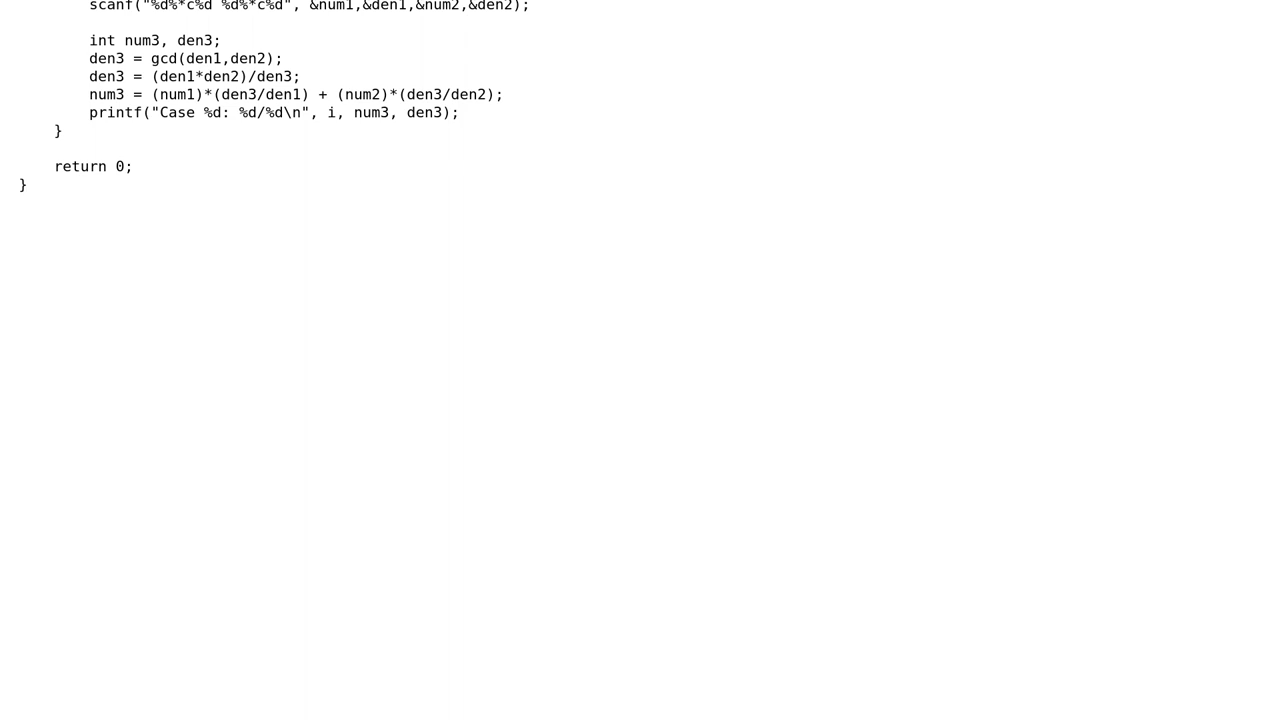 scanf("%d%*c%d %d%*c%d", &num1,&den1,&num2,&den2);
int num3, den3;
den3 = gcd(den1,den2);
den3 = (den1*den2)/den3;
num3 = (num1)*(den3/den1) + (num2)*(den3/den2);
printf("Case %d: %d/%d\n", i, num3, den3);
}
return 0;
}